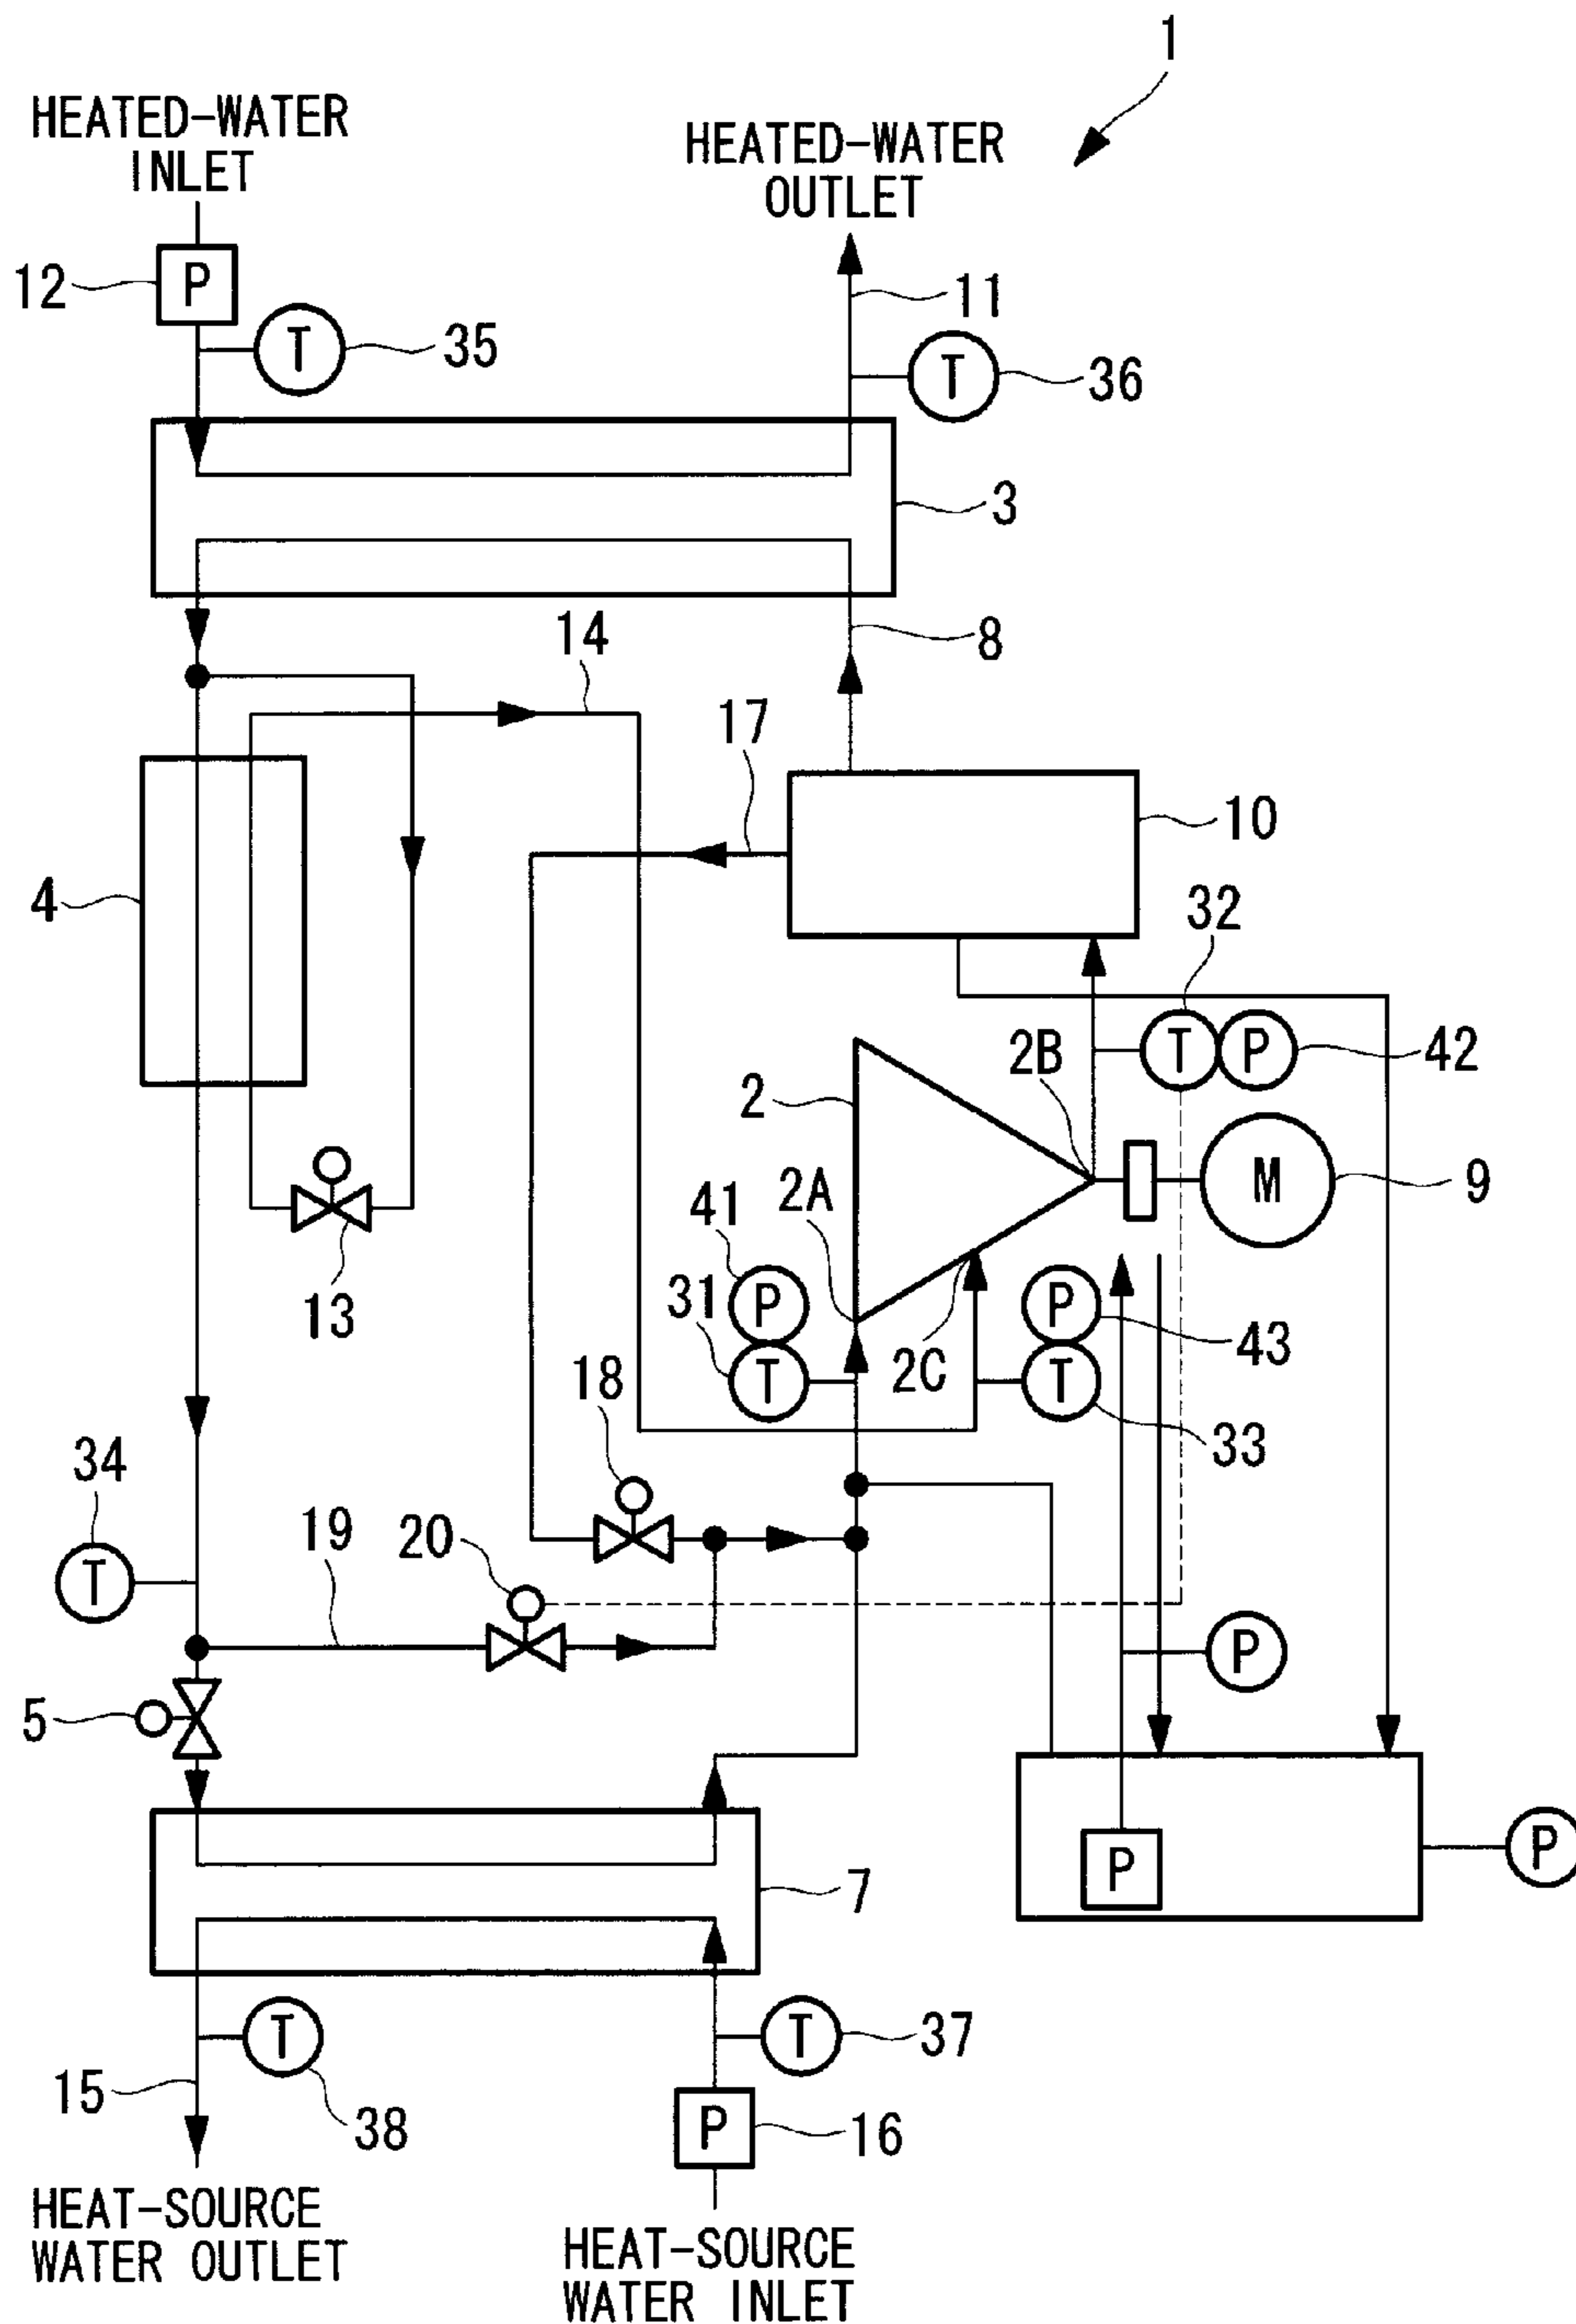 1
HEATED-WATER
INLET
HEATED-WATER
OUTLET
12
P
11
T
35
T
36
3
14
8
17
10
4
32
2B
T
P
42
2
2A
M
9
41
31
P
T
13
2C
P
T
43
33
18
34
T
19
20
P
5
7
P
P
T
37
15
T
38
P
16
HEAT-SOURCE
WATER OUTLET
HEAT-SOURCE
WATER INLET